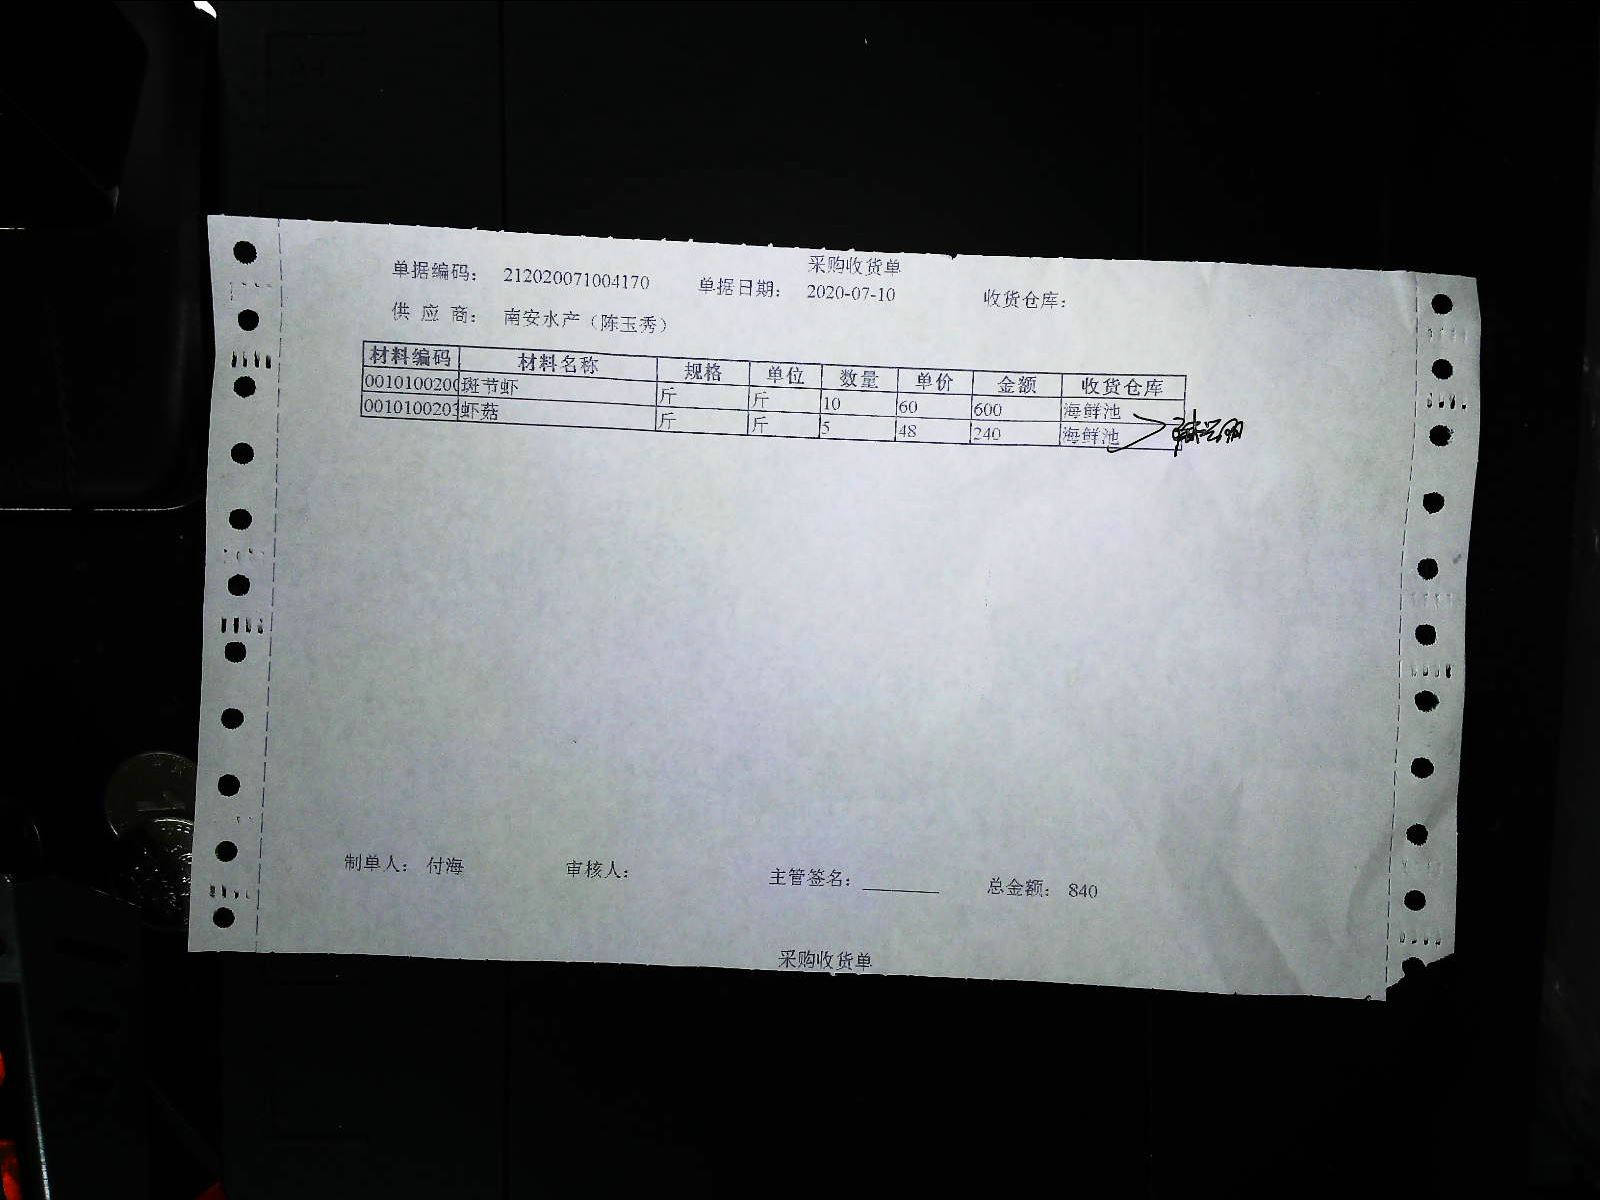 采购收货单
单据编码: 212020071004170 单据日期: 2020-07-10 收货仓库:
供 应 商: 南安水产（陈玉秀）
材料编码 材料名称 规格 单位 数量 单价 金额 收货仓库
0010100200 斑节虾 斤 斤 10 60 600 海鲜池
0010100203 虾菇 斤 斤 5 48 240 海鲜池
制单人: 付海 审核人: 主管签名: 总金额: 840
采购收货单